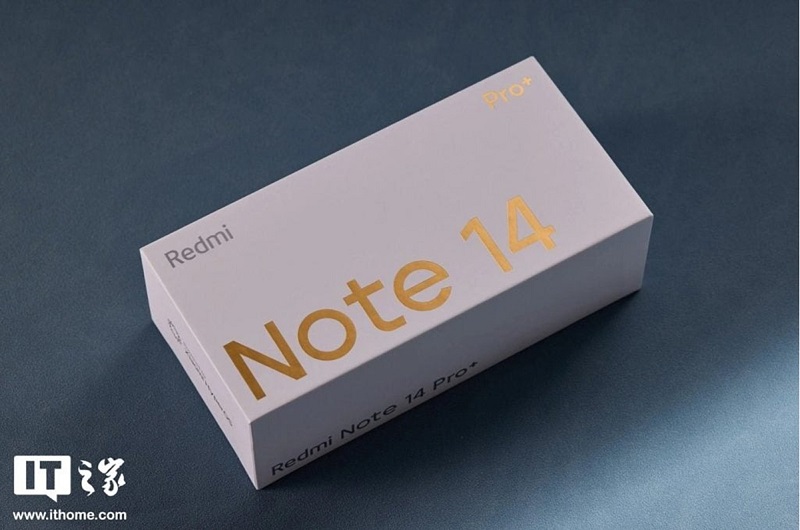 Pro+
Redmi
Note 14
Redmi Note 14 Pro+
IT之家
www.ithome.com